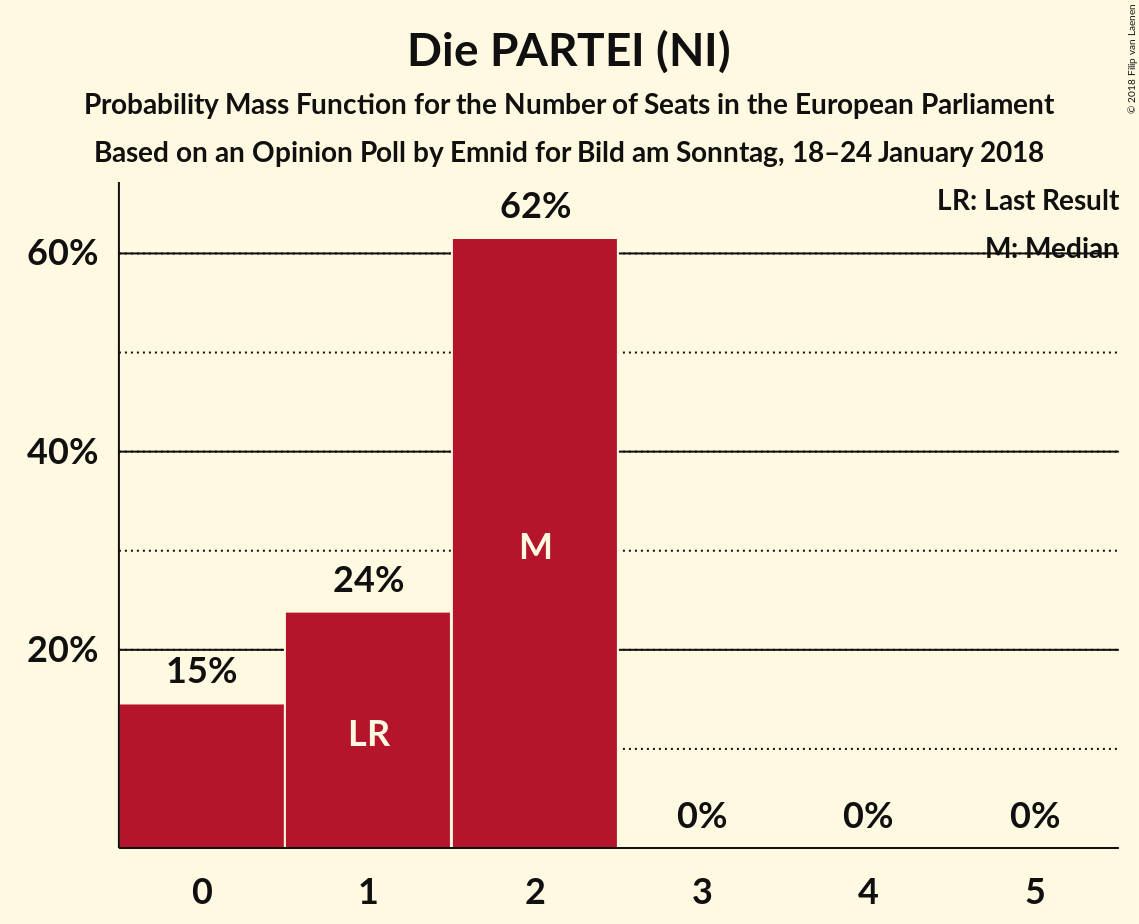 Die PARTEI (NI)
Probability Mass Function for the Number of Seats in the European Parliament
Based on an Opinion Poll by Emnid for Bild am Sonntag, 18–24 January 2018
© 2018 Filip van Laenen
LR: Last Result
M: Median
60%
40%
20%
15%
24%
62%
0%
0%
0%
LR
M
0
1
2
3
4
5